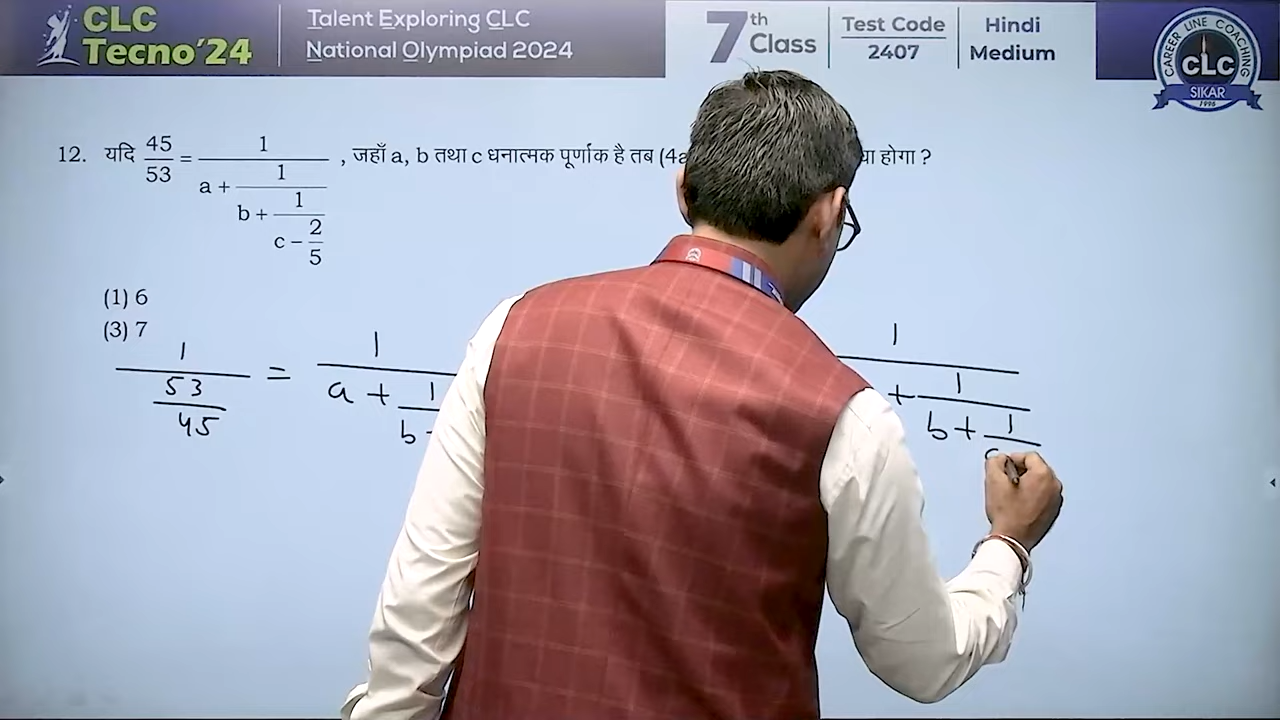 CLC
Tecno'24
Talent Exploring CLC
National Olympiad 2024
7th Class
Test Code
2407
Hindi
Medium
CAREER LINE COACHING
CLC
SIKAR
1996
12. यदि 45/53 = 1/(a + 1/(b + 1/(c - 2/5))) , जहाँ a, b तथा c धनात्मक पूर्णाक है तब (4a होगा ?
(1) 6
(3) 7
1/(53/45) = 1/(a + 1/(b
1
+ 1/(b + 1/c